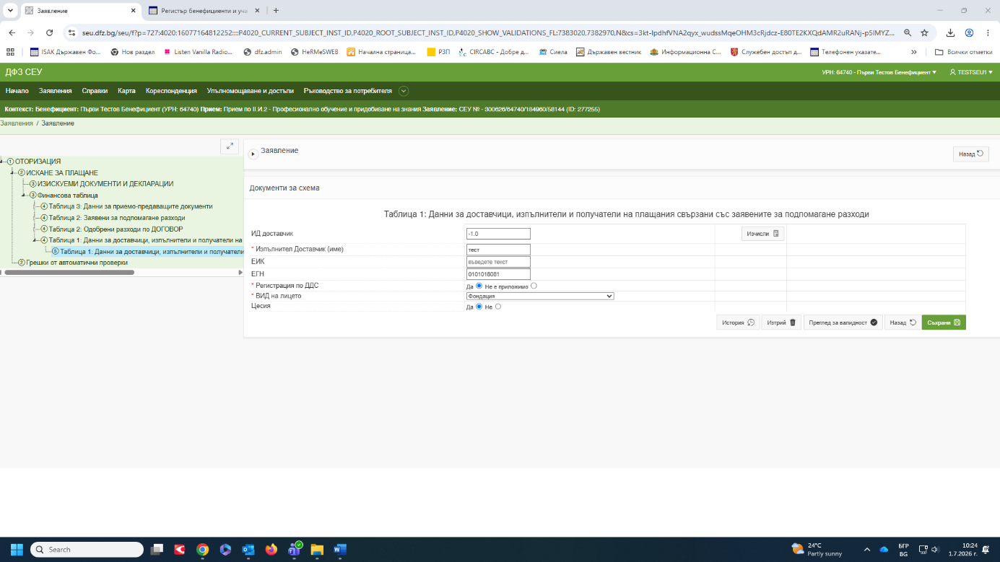 Заявление
Регистър бенефициенти и уча
seu.dfz.bg/seu/f?p=727:4020:16077164812252::::P4020_CURRENT_SUBJECT_INST_ID,P4020_ROOT_SUBJECT_INST_ID,P4020_SHOW_VALIDATIONS_FL:7383020,7382970,N&cs=3kt-IpdhfVNA2qyx_wudssMqeOHM3cRjdcz-E80TE2KXQdAMR2uRANj-p5IMYZ...
ISAK Държавен Фо...
Нов раздел
Listen Vanilla Radio...
dfz.admin
HeRMeSWEB
Начална страница...
РЗП
CIRCABC - Добре д...
Сиела
Държавен вестник
Информационна С...
Служебен достъп д...
Телефонен указате...
Всички отметки
ДФЗ СЕУ
УРН: 64740 - Първи Тестов Бенефициент
TESTSEU1
Начало Заявления Справки Карта Кореспонденция Упълномощаване и достъпи Ръководство за потребителя
Контекст: Бенефициент: Първи Тестов Бенефициент (УРН: 64740) Прием: Прием по II.И.2 - Професионално обучение и придобиване на знания Заявление: СЕУ № - 300626/64740/184960/58144 (ID: 277255)
Заявления / Заявление
1 ОТОРИЗАЦИЯ
2 ИСКАНЕ ЗА ПЛАЩАНЕ
3 ИЗИСКУЕМИ ДОКУМЕНТИ И ДЕКЛАРАЦИИ
3 Финансова таблица
4 Таблица 3: Данни за приемо-предаващите документи
4 Таблица 2: Заявени за подпомагане разходи
4 Таблица 2: Одобрени разходи по ДОГОВОР
4 Таблица 1: Данни за доставчици, изпълнители и получатели на
5 Таблица 1: Данни за доставчици, изпълнители и получатели
2 Грешки от автоматични проверки
Заявление
Назад
Документи за схема
Таблица 1: Данни за доставчици, изпълнители и получатели на плащания свързани със заявените за подпомагане разходи
ИД доставчик
-1.0
Изчисли
* Изпълнител Доставчик (име)
тест
ЕИК
въведете текст
ЕГН
0101018081
* Регистрация по ДДС
Да Не е приложимо
* ВИД на лицето
Фондация
Цесия
Да Не
История
Изтрий
Преглед за валидност
Назад
Съхрани
Search
24°C
Partly sunny
БГР
BG
10:24
1.7.2026 г.